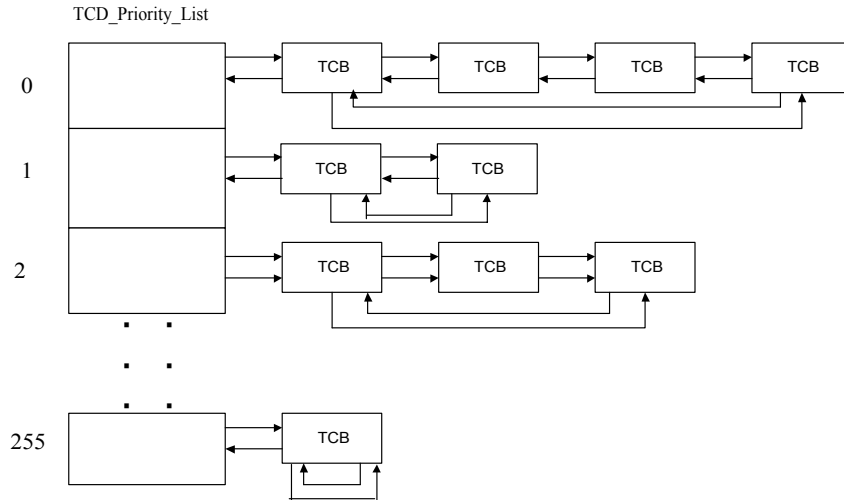 TCD_Priority_List
0
TCB TCB TCB TCB
1
TCB TCB
2
TCB TCB TCB
255
TCB